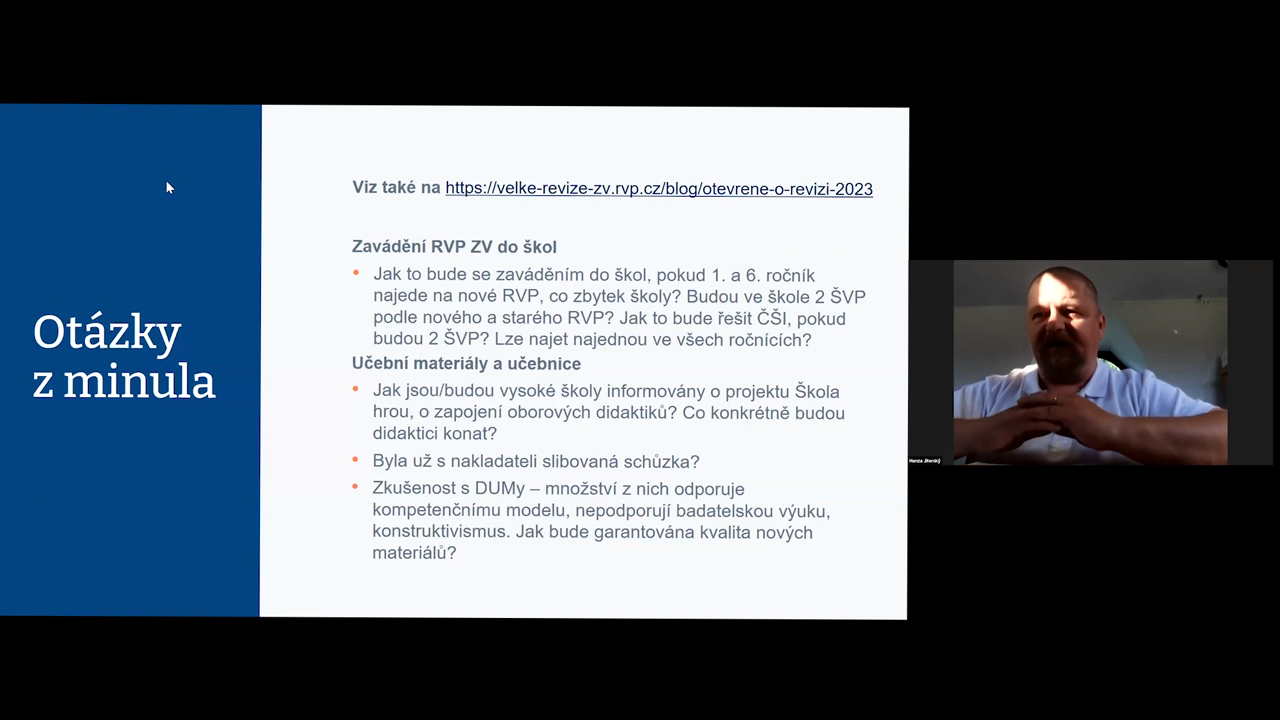 Otázky
z minula
Viz také na https://velke-revize-zv.rvp.cz/blog/otevrene-o-revizi-2023
Zavádění RVP ZV do škol
• Jak to bude se zaváděním do škol, pokud 1. a 6. ročník
najede na nové RVP, co zbytek školy? Budou ve škole 2 ŠVP
podle nového a starého RVP? Jak to bude řešit ČŠI, pokud
budou 2 ŠVP? Lze najet najednou ve všech ročnících?
Učební materiály a učebnice
• Jak jsou/budou vysoké školy informovány o projektu Škola
hrou, o zapojení oborových didaktiků? Co konkrétně budou
didaktici konat?
• Byla už s nakladateli slibovaná schůzka?
• Zkušenost s DUMy – množství z nich odporuje
kompetenčnímu modelu, nepodporují badatelskou výuku,
konstruktivismus. Jak bude garantována kvalita nových
materiálů?